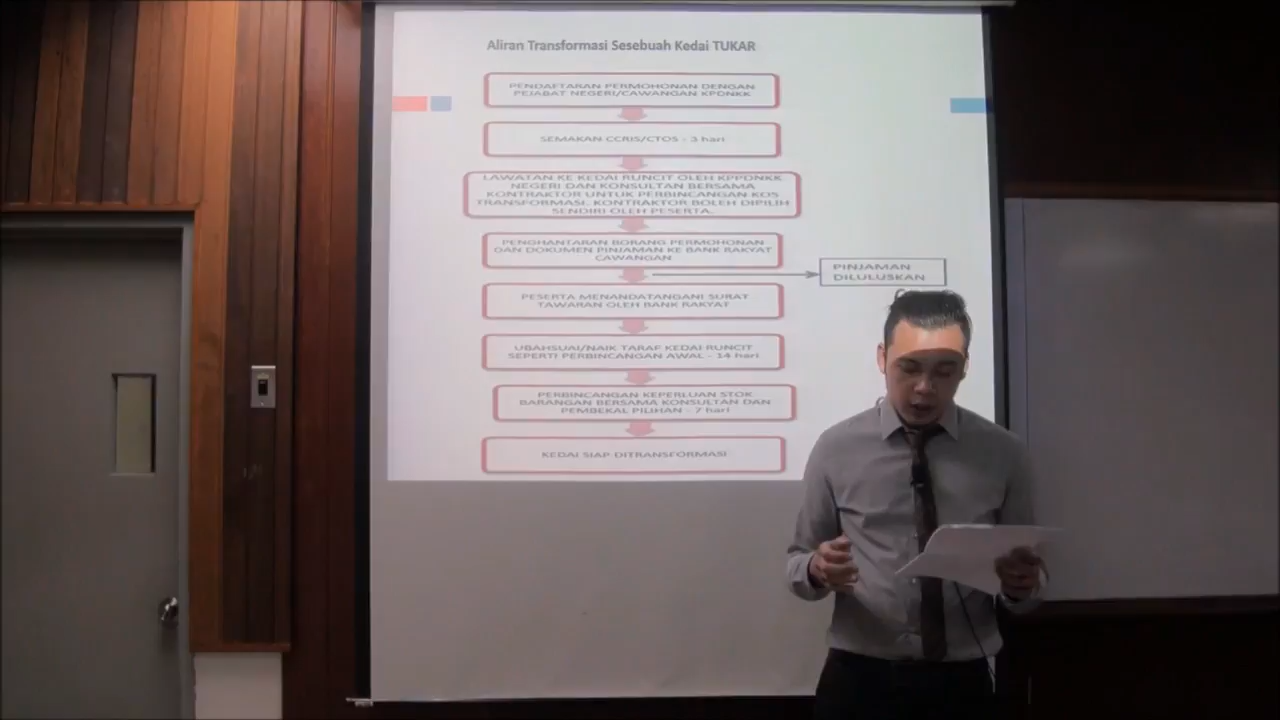 Aliran Transformasi Sesebuah Kedai TUKAR
PENDAFTARAN PERMOHONAN DENGAN
PEJABAT NEGERI/CAWANGAN KPDNKK
SEMAKAN CCRIS/CTOS - 3 hari
LAWATAN KE KEDAI RUNCIT OLEH KPPDNKK
NEGERI DAN KONSULTAN BERSAMA
KONTRAKTOR UNTUK PERBINCANGAN KOS
TRANSFORMASI. KONTRAKTOR BOLEH DIPILIH
SENDIRI OLEH PESERTA.
PENGHANTARAN BORANG PERMOHONAN
DAN DOKUMEN PINJAMAN KE BANK RAKYAT
CAWANGAN
PINJAMAN
DILULUSKAN
PESERTA MENANDATANGNI SURAT
TAWARAN OLEH BANK RAKYAT
UBAHSUAI/NAIK TARAF KEDAI RUNCIT
SEPERTI PERBINCANGAN AWAL - 14 hari
PERBINCANGAN KEPERLUAN STOK
BARANGAN BERSAMA KONSULTAN DAN
PEMBEKAL PILIHAN - 7 hari
KEDAI SIAP DITRANSFORMASI